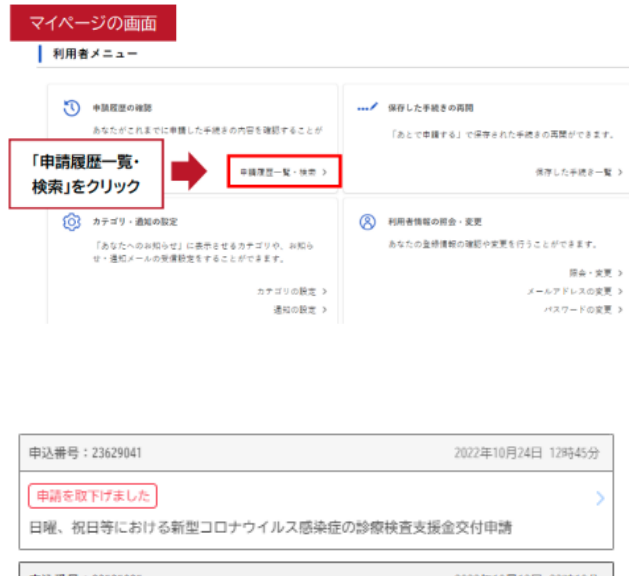 マイページの画面
利用者メニュー
申請履歴の確認
あなたがこれまでに申請した手続きの内容を確認することが
「申請履歴一覧・
検索」をクリック
申請履歴一覧・検索
保存した手続きの再開
「あとで申請する」で保存された手続きの再開ができます。
保存した手続き一覧
カテゴリ・通知の設定
「あなたへのお知らせ」に表示させるカテゴリや、お知ら
せ・通知メールの受信設定をすることができます。
カテゴリの設定
通知の設定
利用者情報の照会・変更
あなたの登録情報の確認や変更を行うことができます。
照会・変更
メールアドレスの変更
パスワードの変更
申込番号：23629041 2022年10月24日 12時45分
申請を取下げました
日曜、祝日等における新型コロナウイルス感染症の診療検査支援金交付申請